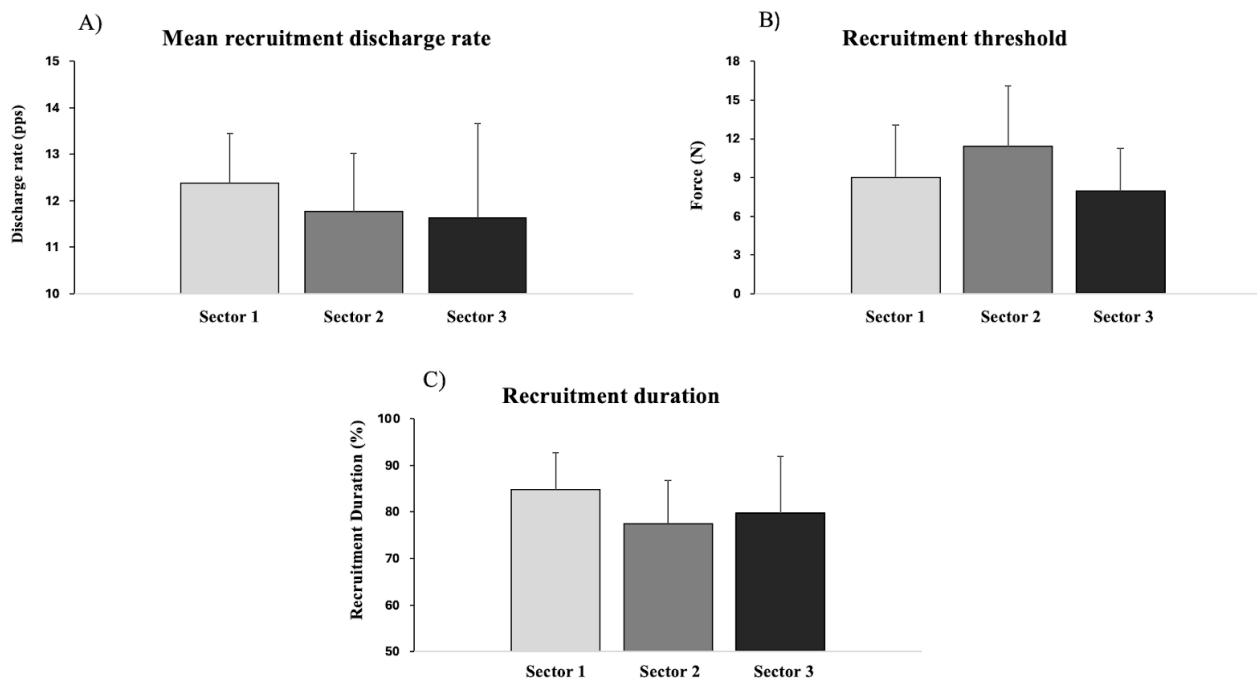 A)
Mean recruitment discharge rate
Discharge rate (pps)
15
14
13
12
11
10
Sector 1
Sector 2
Sector 3
B)
Recruitment threshold
Force (N)
18
15
12
9
6
3
0
Sector 1
Sector 2
Sector 3
C)
Recruitment duration
Recruitment Duration (%)
100
90
80
70
60
50
Sector 1
Sector 2
Sector 3